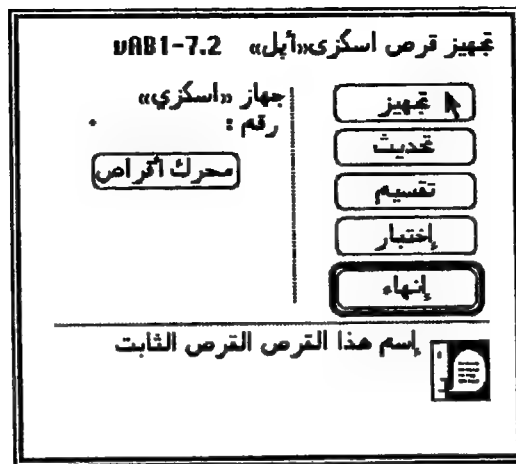 تجهيز قرص اسكزى«أبل» vAB1-7.2
تجهيز
تحديث
تقسيم
إختبار
إنهاء
جهاز «اسكزي»
رقم : ٠
محرك أقراص
إسم هذا القرص القرص الثابت